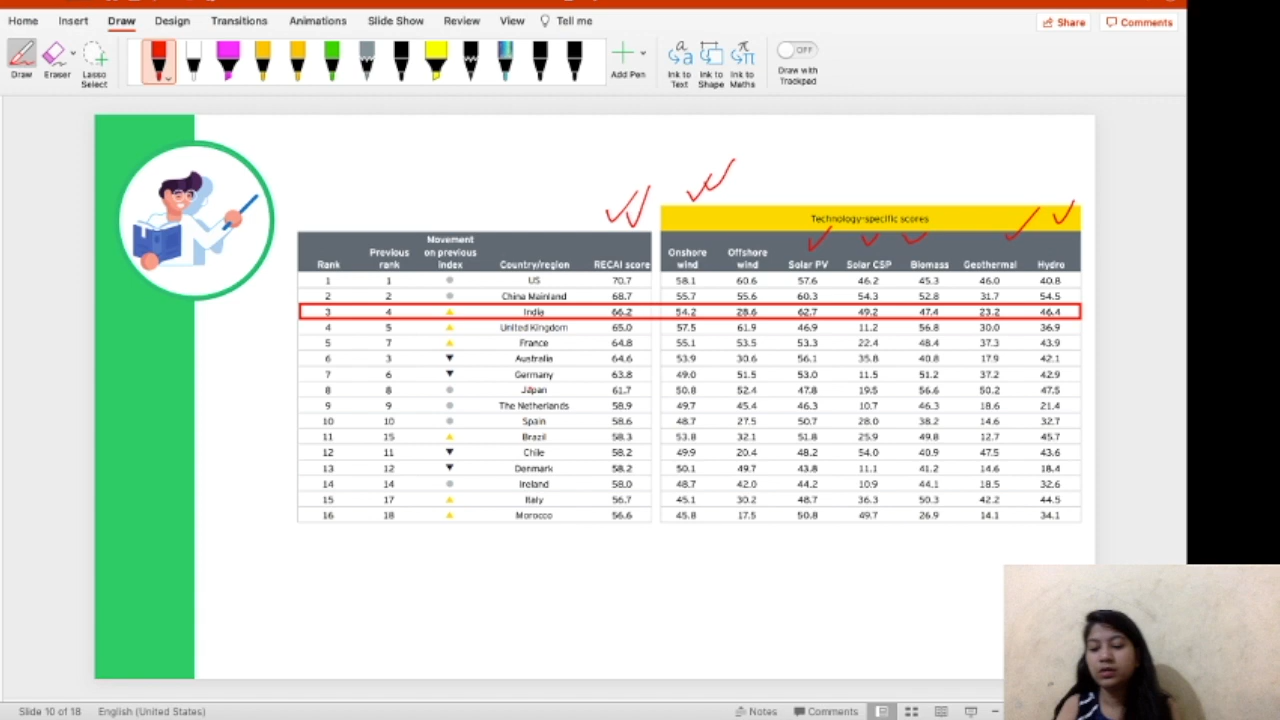 Home Insert Draw Design Transitions Animations Slide Show Review View Tell me Share Comments
Draw Eraser Lasso Select Add Pen Ink to Text Ink to Shape Ink to Maths OFF Draw with Trackpad
Technology-specific scores
Rank Previous rank Movement on previous index Country/region RECAI score Onshore wind Offshore wind Solar PV Solar CSP Biomass Geothermal Hydro
1 1 US 70.7 58.1 60.6 57.6 46.2 45.3 46.0 40.8
2 2 China Mainland 68.7 55.7 55.6 60.3 54.3 52.8 31.7 54.5
3 4 India 66.2 54.2 28.6 62.7 49.2 47.4 23.2 46.4
4 5 United Kingdom 65.0 57.5 61.9 46.9 11.2 56.8 30.0 36.9
5 7 France 64.8 55.1 53.5 53.3 22.4 48.4 37.3 43.9
6 3 Australia 64.6 53.9 30.6 56.1 35.8 40.8 17.9 42.1
7 6 Germany 63.8 49.0 51.5 53.0 11.5 51.2 37.2 42.9
8 8 Japan 61.7 50.8 52.4 47.8 19.5 56.6 50.2 47.5
9 9 The Netherlands 58.9 49.7 45.4 46.3 10.7 46.3 18.6 21.4
10 10 Spain 58.6 48.7 27.5 50.7 28.0 38.2 14.6 32.7
11 15 Brazil 58.3 53.8 32.1 51.8 25.9 49.8 12.7 45.7
12 11 Chile 58.2 49.9 20.4 48.2 54.0 40.9 47.5 43.6
13 12 Denmark 58.2 50.1 49.7 43.8 11.1 41.2 14.6 18.4
14 14 Ireland 58.0 48.7 42.0 44.2 10.9 44.1 18.5 32.6
15 17 Italy 56.7 45.1 30.2 48.7 36.3 50.3 42.2 44.5
16 18 Morocco 56.6 45.8 17.5 50.8 49.7 26.9 14.1 34.1
Slide 10 of 18 English (United States) Notes Comments